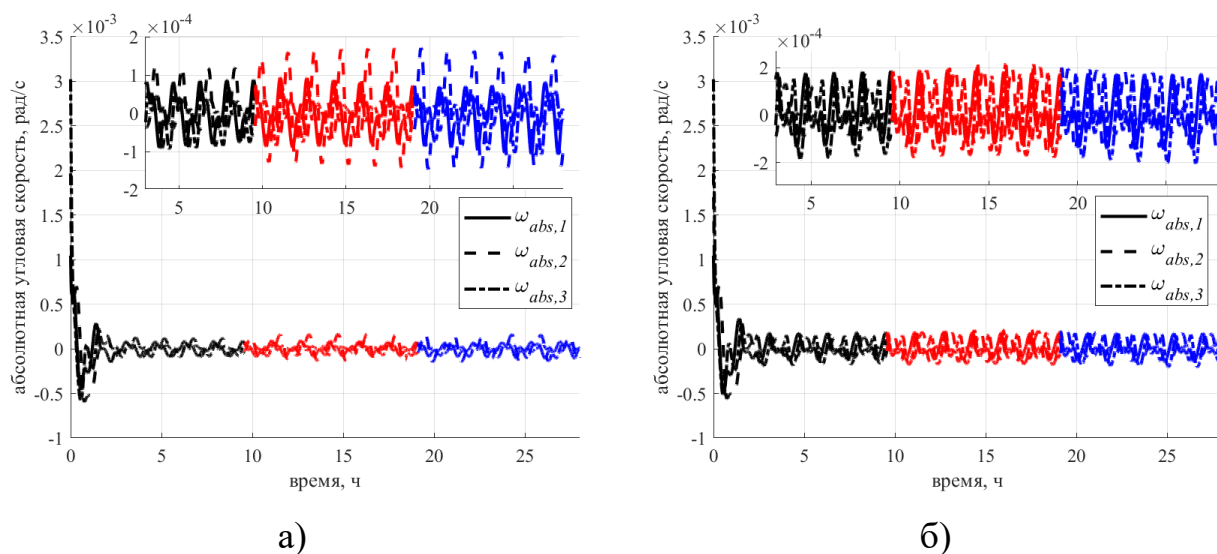 ×10⁻³
абсолютная угловая скорость, рад/с
3.5
3
2.5
2
1.5
1
0.5
0
-0.5
-1
0 5 10 15 20 25
время, ч
×10⁻⁴
2
1
0
-1
-2
5 10 15 20
ω_abs,1
ω_abs,2
ω_abs,3
а)
×10⁻³
абсолютная угловая скорость, рад/с
3.5
3
2.5
2
1.5
1
0.5
0
-0.5
-1
0 5 10 15 20 25
время, ч
×10⁻⁴
2
0
-2
5 10 15 20
ω_abs,1
ω_abs,2
ω_abs,3
б)